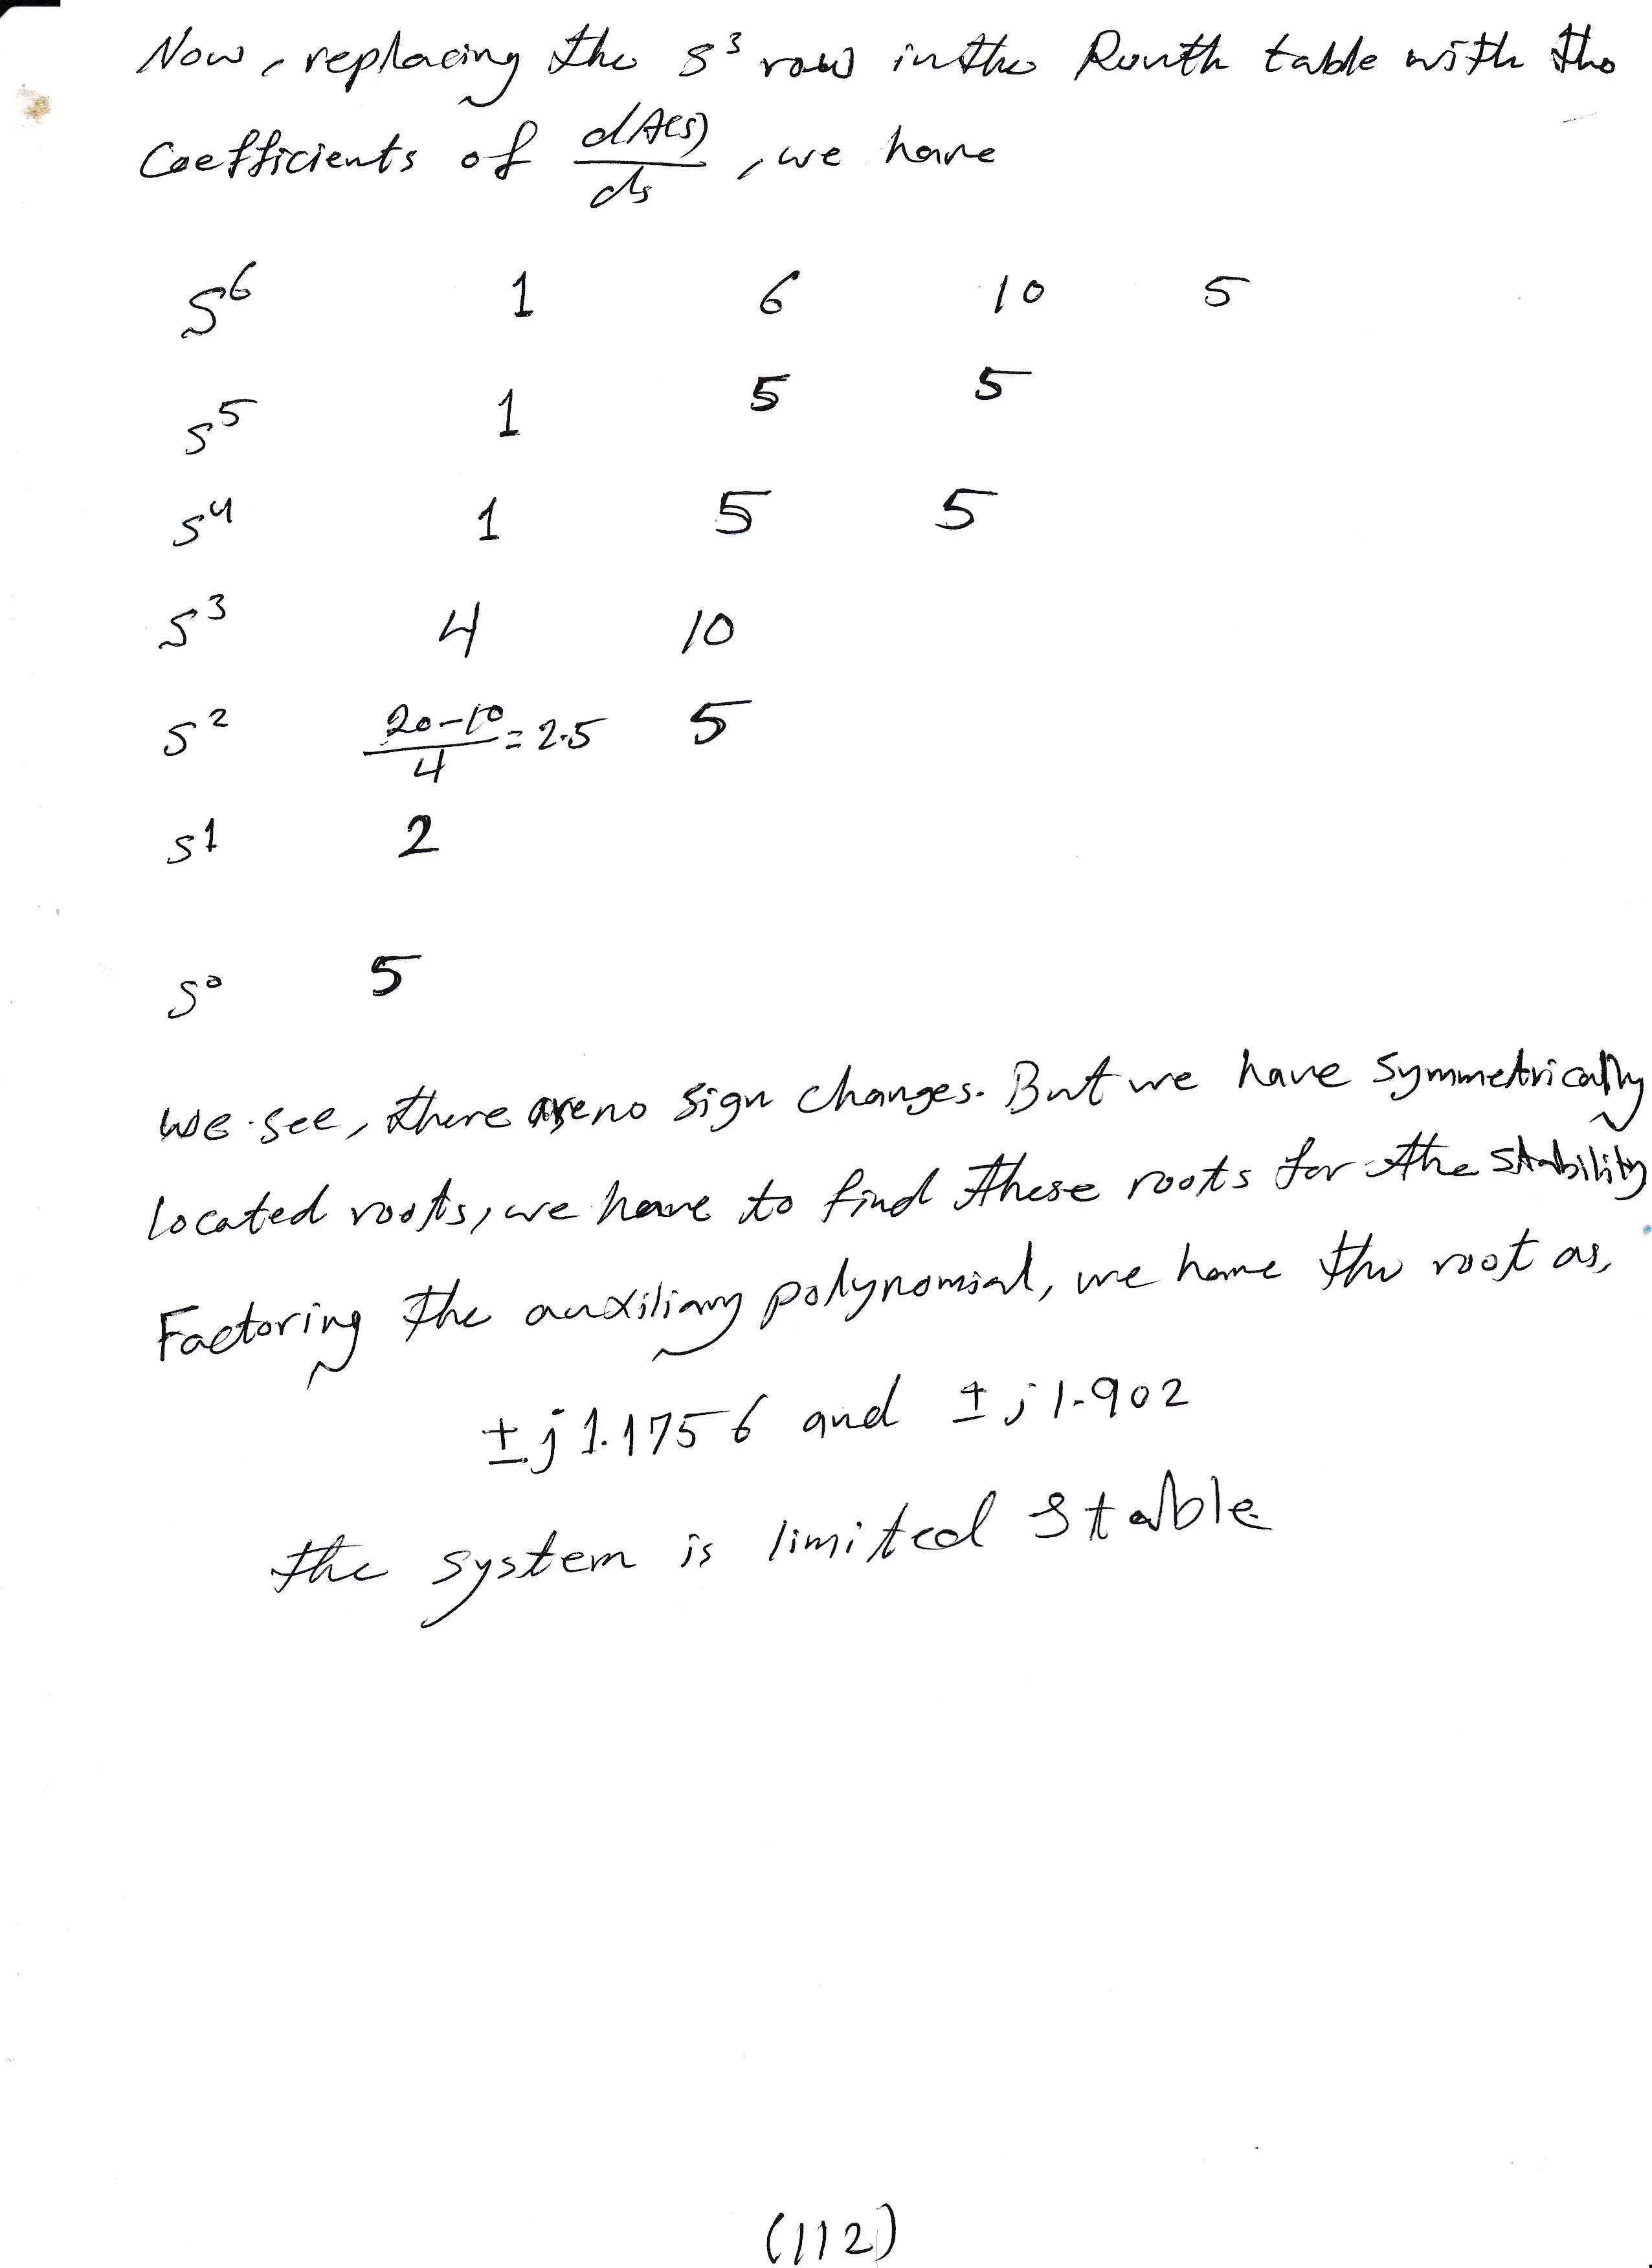 Now, replacing the s³ row in the Routh table with the
Coefficients of dA(s)/ds, we have
S⁶ 1 6 10 5
S⁵ 1 5 5
S⁴ 1 5 5
S³ 4 10
S² (20-10)/4 = 2.5 5
S¹ 2
S⁰ 5
we see, there are no sign changes. But we have symmetrically
located roots, we have to find these roots for the stability
Factoring the auxiliary polynomial, we have the root as,
± j 1.1756 and ± j 1.902
the system is limited stable
(112)